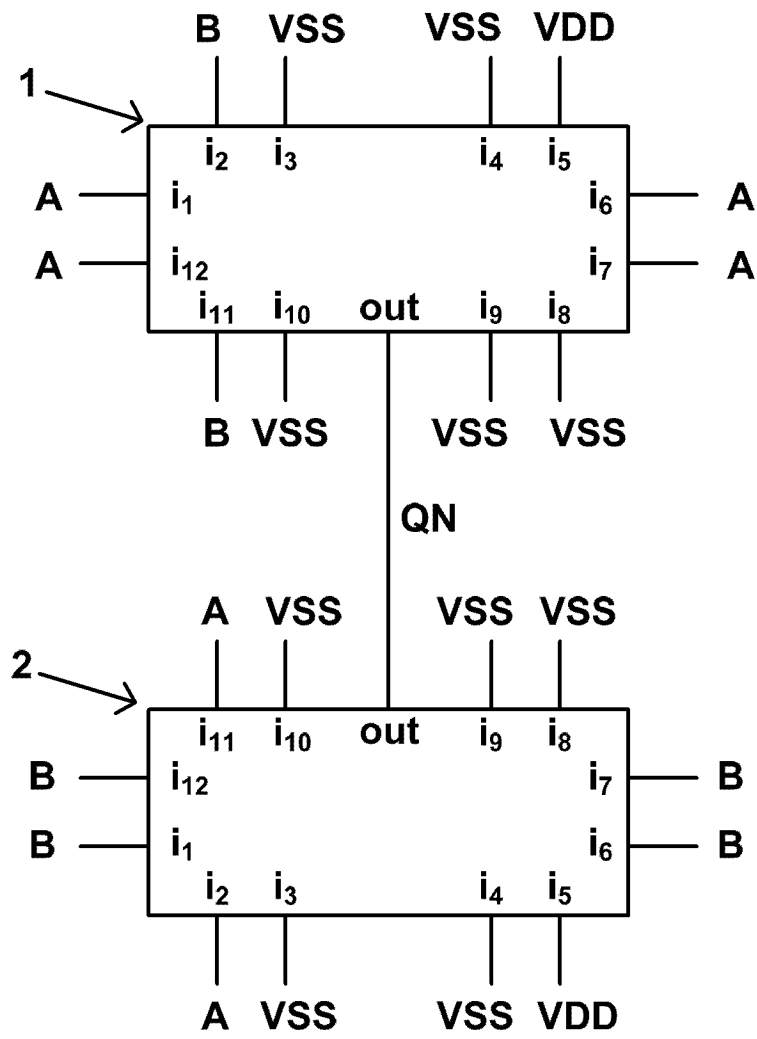 B VSS VSS VDD
1
i2 i3 i4 i5
A i1 i6 A
A i12 i7 A
i11 i10 out i9 i8
B VSS VSS VSS
QN
A VSS VSS VSS
2
i11 i10 out i9 i8
B i12 i7 B
B i1 i6 B
i2 i3 i4 i5
A VSS VSS VDD